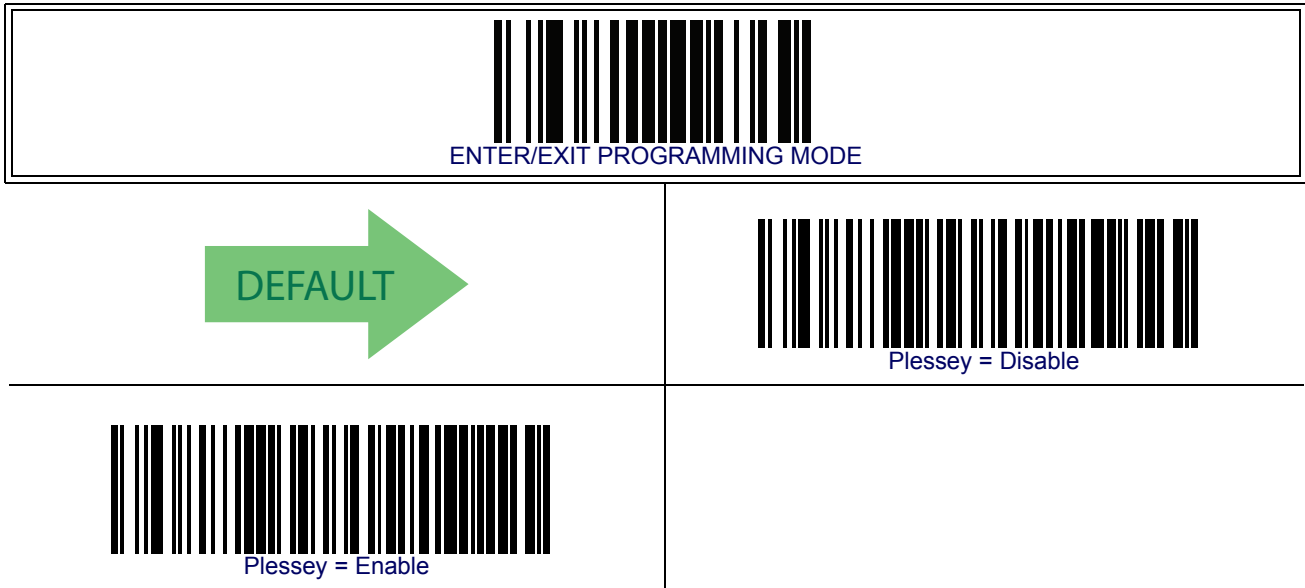 ENTER/EXIT PROGRAMMING MODE
DEFAULT
Plessey = Disable
Plessey = Enable